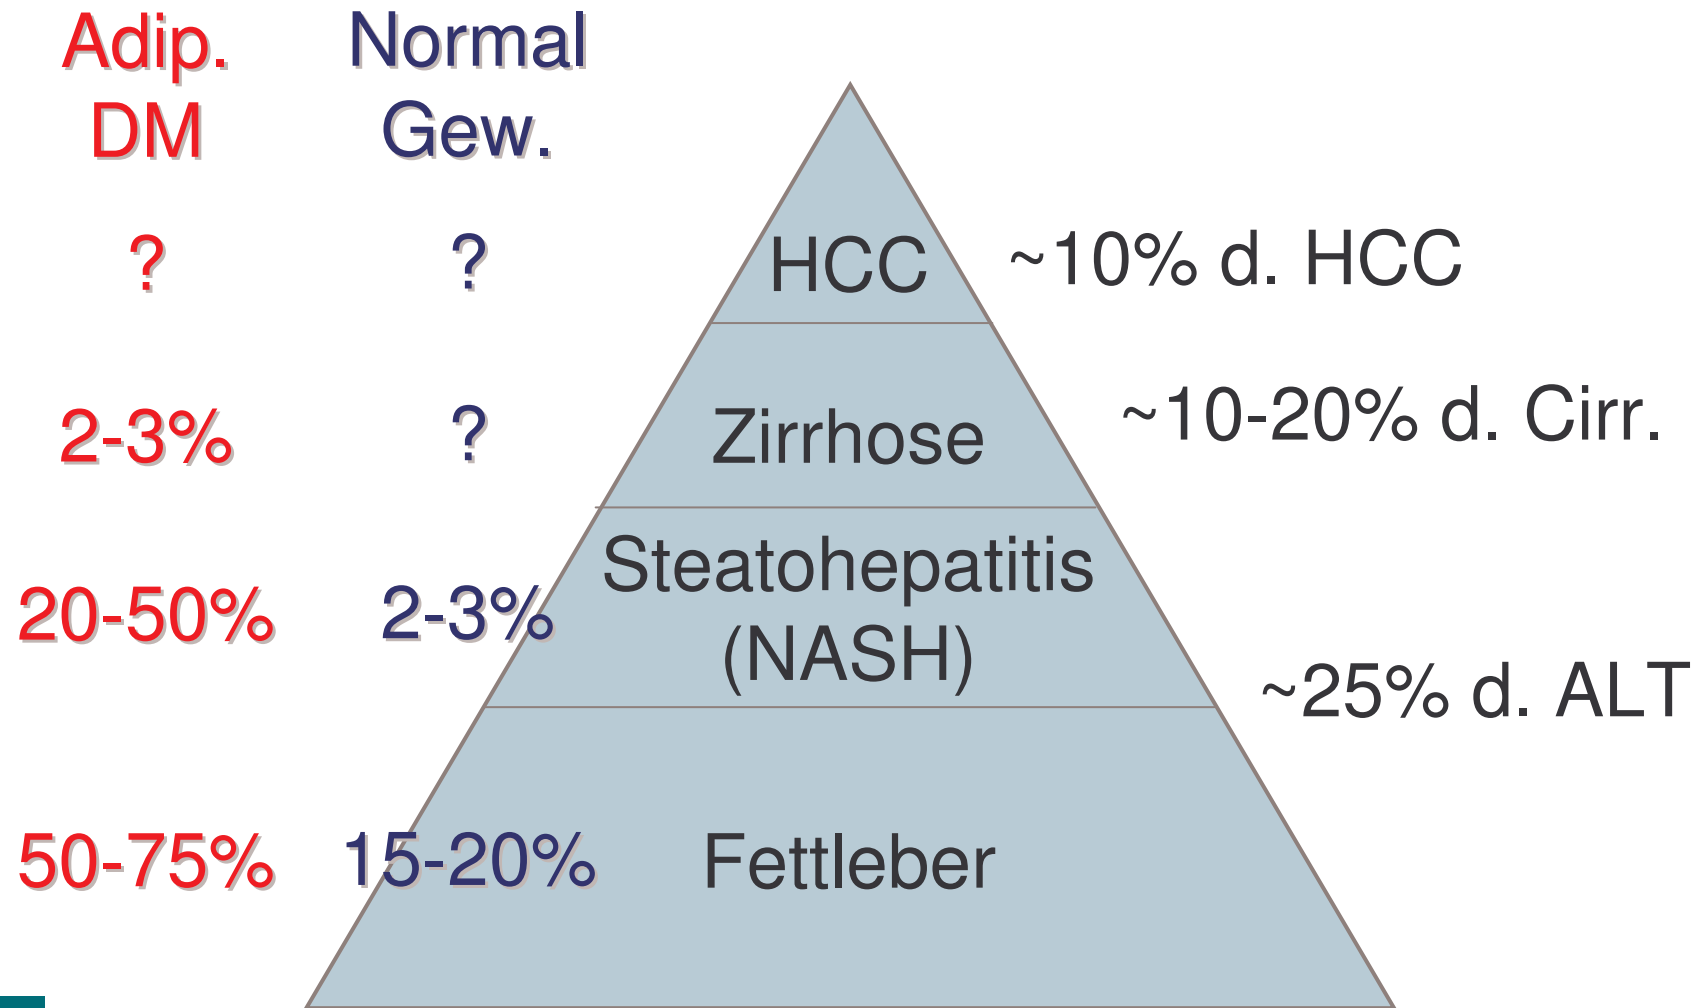 Adip. Normal
DM Gew.
? ? HCC ~10% d. HCC
2-3% ? Zirrhose ~10-20% d. Cirr.
20-50% 2-3% Steatohepatitis
(NASH)
~25% d. ALT
50-75% 15-20% Fettleber